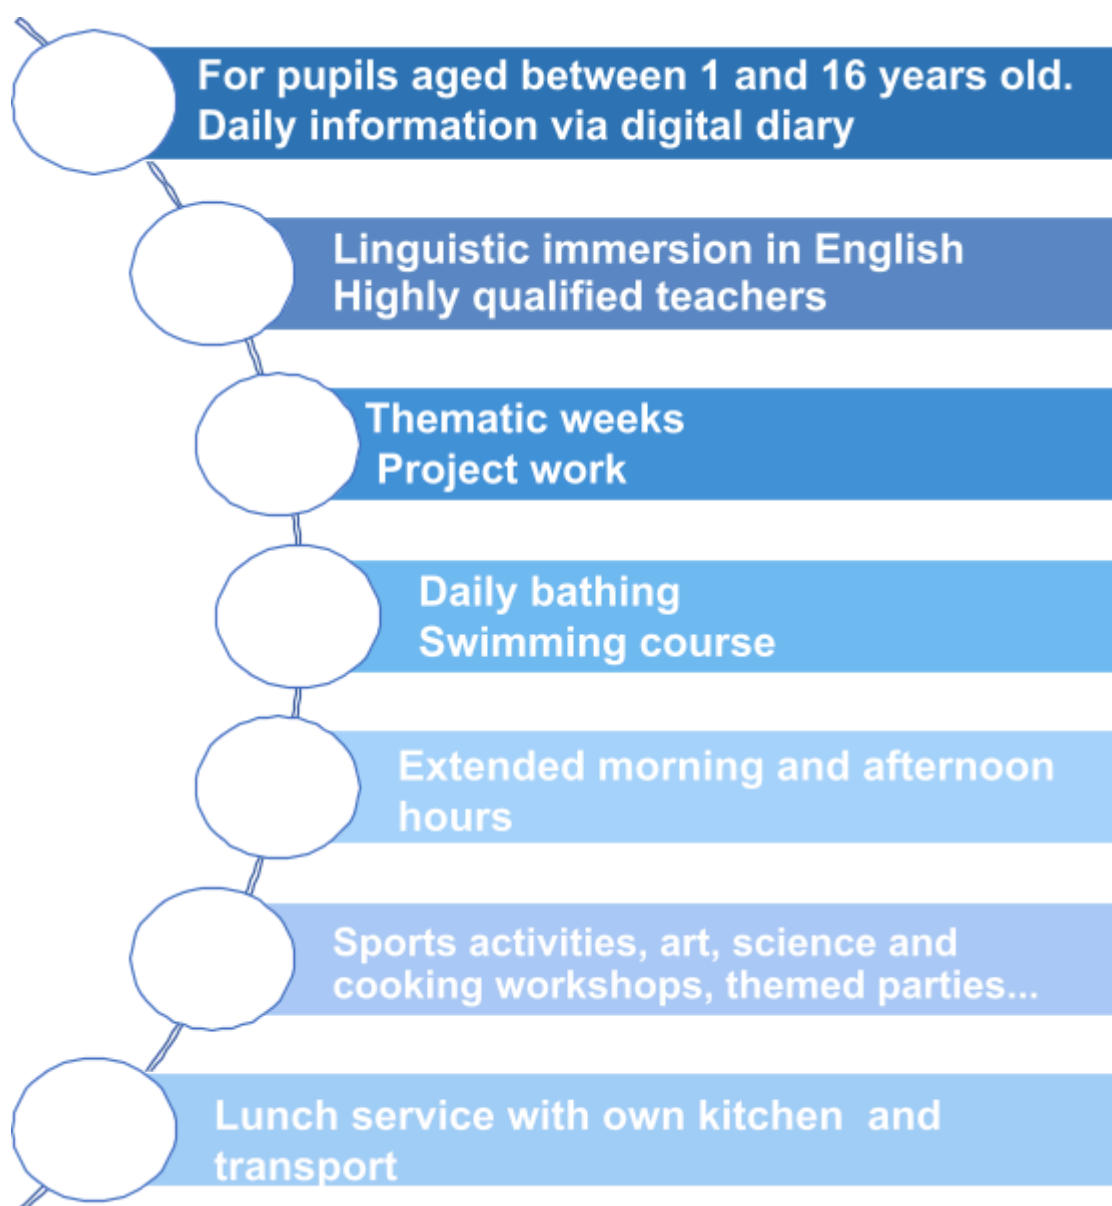 For pupils aged between 1 and 16 years old.
Daily information via digital diary
Linguistic immersion in English
Highly qualified teachers
Thematic weeks
Project work
Daily bathing
Swimming course
Extended morning and afternoon
hours
Sports activities, art, science and
cooking workshops, themed parties...
Lunch service with own kitchen  and
transport